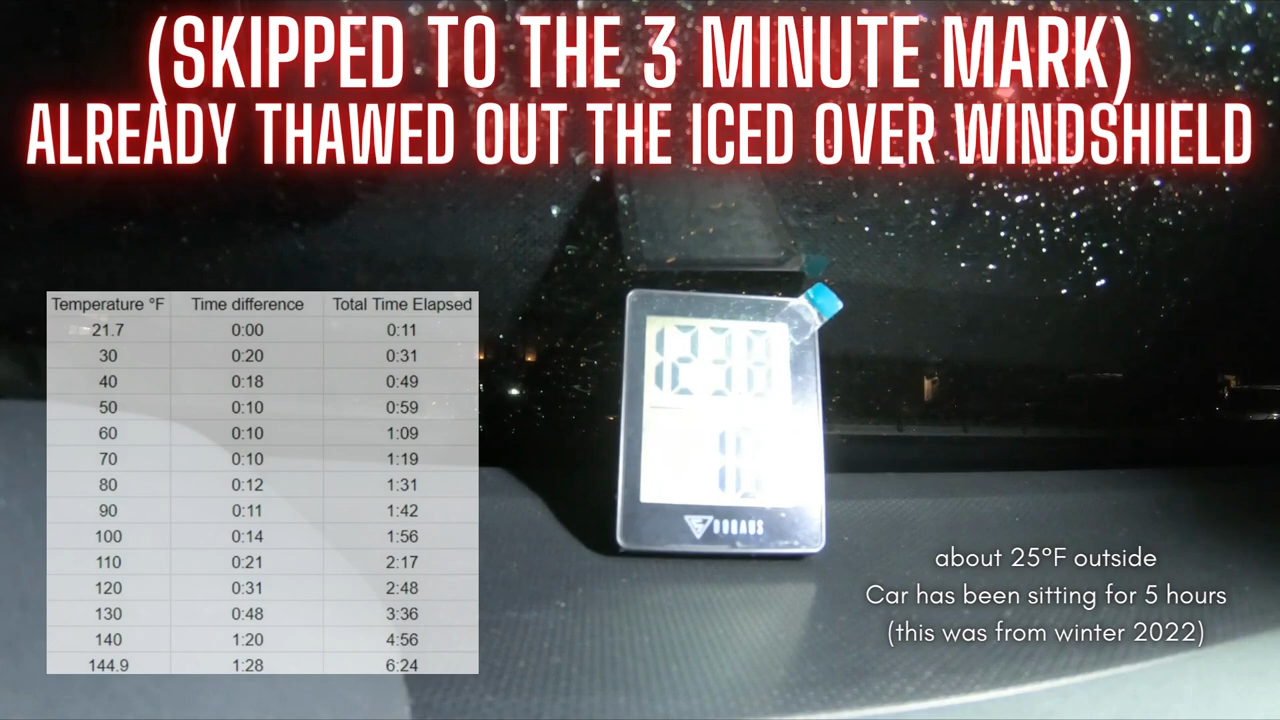 (SKIPPED TO THE 3 MINUTE MARK)
ALREADY THAWED OUT THE ICED OVER WINDSHIELD
Temperature °F Time difference Total Time Elapsed
21.7 0:00 0:11
30 0:20 0:31
40 0:18 0:49
50 0:10 0:59
60 0:10 1:09
70 0:10 1:19
80 0:12 1:31
90 0:11 1:42
100 0:14 1:56
110 0:21 2:17
120 0:31 2:48
130 0:48 3:36
140 1:20 4:56
144.9 1:28 6:24
about 25°F outside
Car has been sitting for 5 hours
(this was from winter 2022)